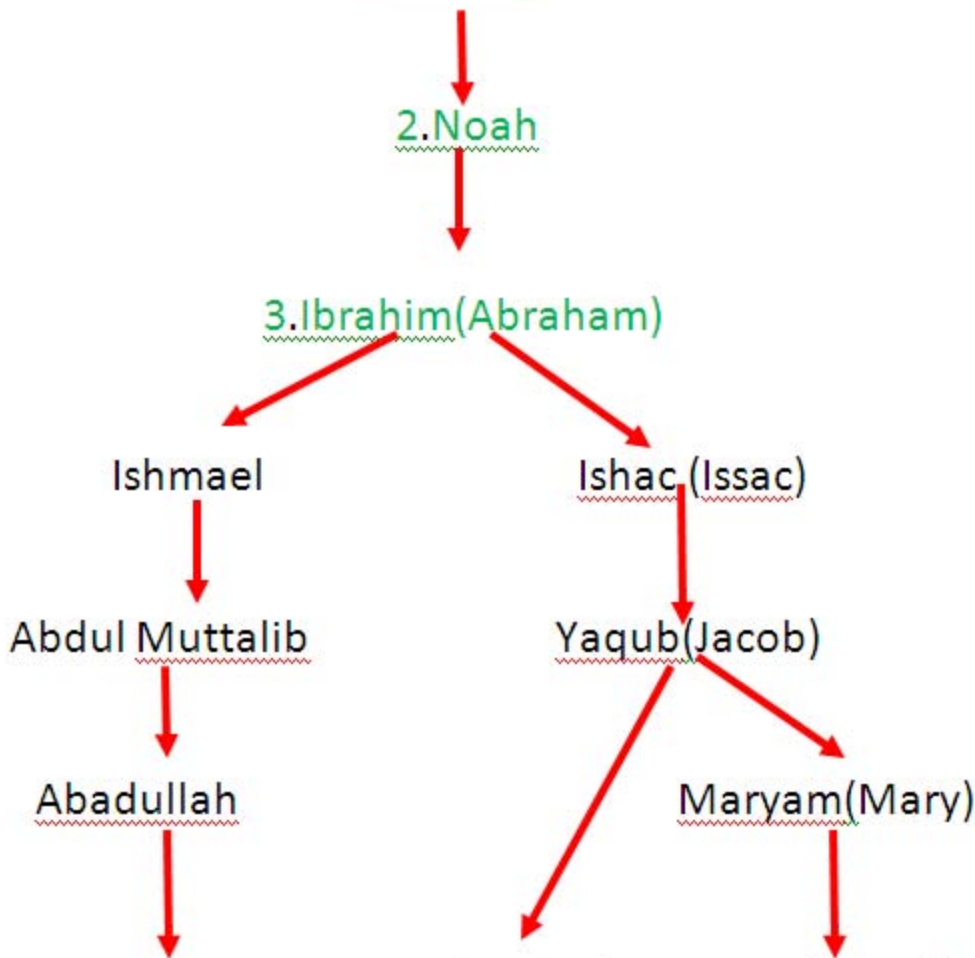 2.Noah
3.Ibrahim(Abraham)
Ishmael
Ishac (Issac)
Abdul Muttalib
Yaqub(Jacob)
Abadullah
Maryam(Mary)